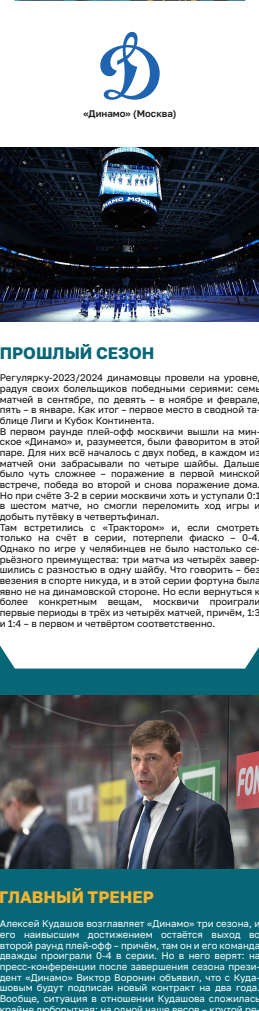 «Динамо» (Москва)
ПРОШЛЫЙ СЕЗОН
Регулярку-2023/2024 динамовцы провели на уровне,
радуя своих болельщиков победными сериями: семь
матчей в сентябре, по девять – в ноябре и феврале,
пять – в январе. Как итог – первое место в сводной та-
блице Лиги и Кубок Континента.
В первом раунде плей-офф москвичи вышли на мин-
ское «Динамо» и, разумеется, были фаворитом в этой
паре. Для них всё началось с двух побед, в каждом из
матчей они забрасывали по четыре шайбы. Дальше
было чуть сложнее – поражение в первой минской
встрече, победа во второй и снова поражение дома.
Но при счёте 3-2 в серии москвичи хоть и уступали 0:1
в шестом матче, но смогли переломить ход игры и
добыть путёвку в четвертьфинал.
Там встретились с «Трактором» и, если смотреть
только на счёт в серии, потерпели фиаско – 0-4.
Однако по игре у челябинцев не было настолько се-
рьёзного преимущества: три матча из четырёх завер-
шились с разностью в одну шайбу. Что говорить – без
везения в спорте никуда, и в этой серии фортуна была
явно не на динамовской стороне. Но если вернуться к
более конкретным вещам, москвичи проиграли
первые периоды в трёх из четырёх матчей, причём, 1:3
и 1:4 – в первом и четвёртом соответственно.
ГЛАВНЫЙ ТРЕНЕР
Алексей Кудашов возглавляет «Динамо» три сезона, и
его наивысшим достижением остаётся выход во
второй раунд плей-офф – причём, там он и его команда
дважды проиграли 0-4 в серии. Но в него верят: на
пресс-конференции после завершения сезона прези-
дент «Динамо» Виктор Воронин объявил, что с Куда-
шовым будут подписан новый контракт на два года.
Вообще, ситуация в отношении Кудашова сложилась